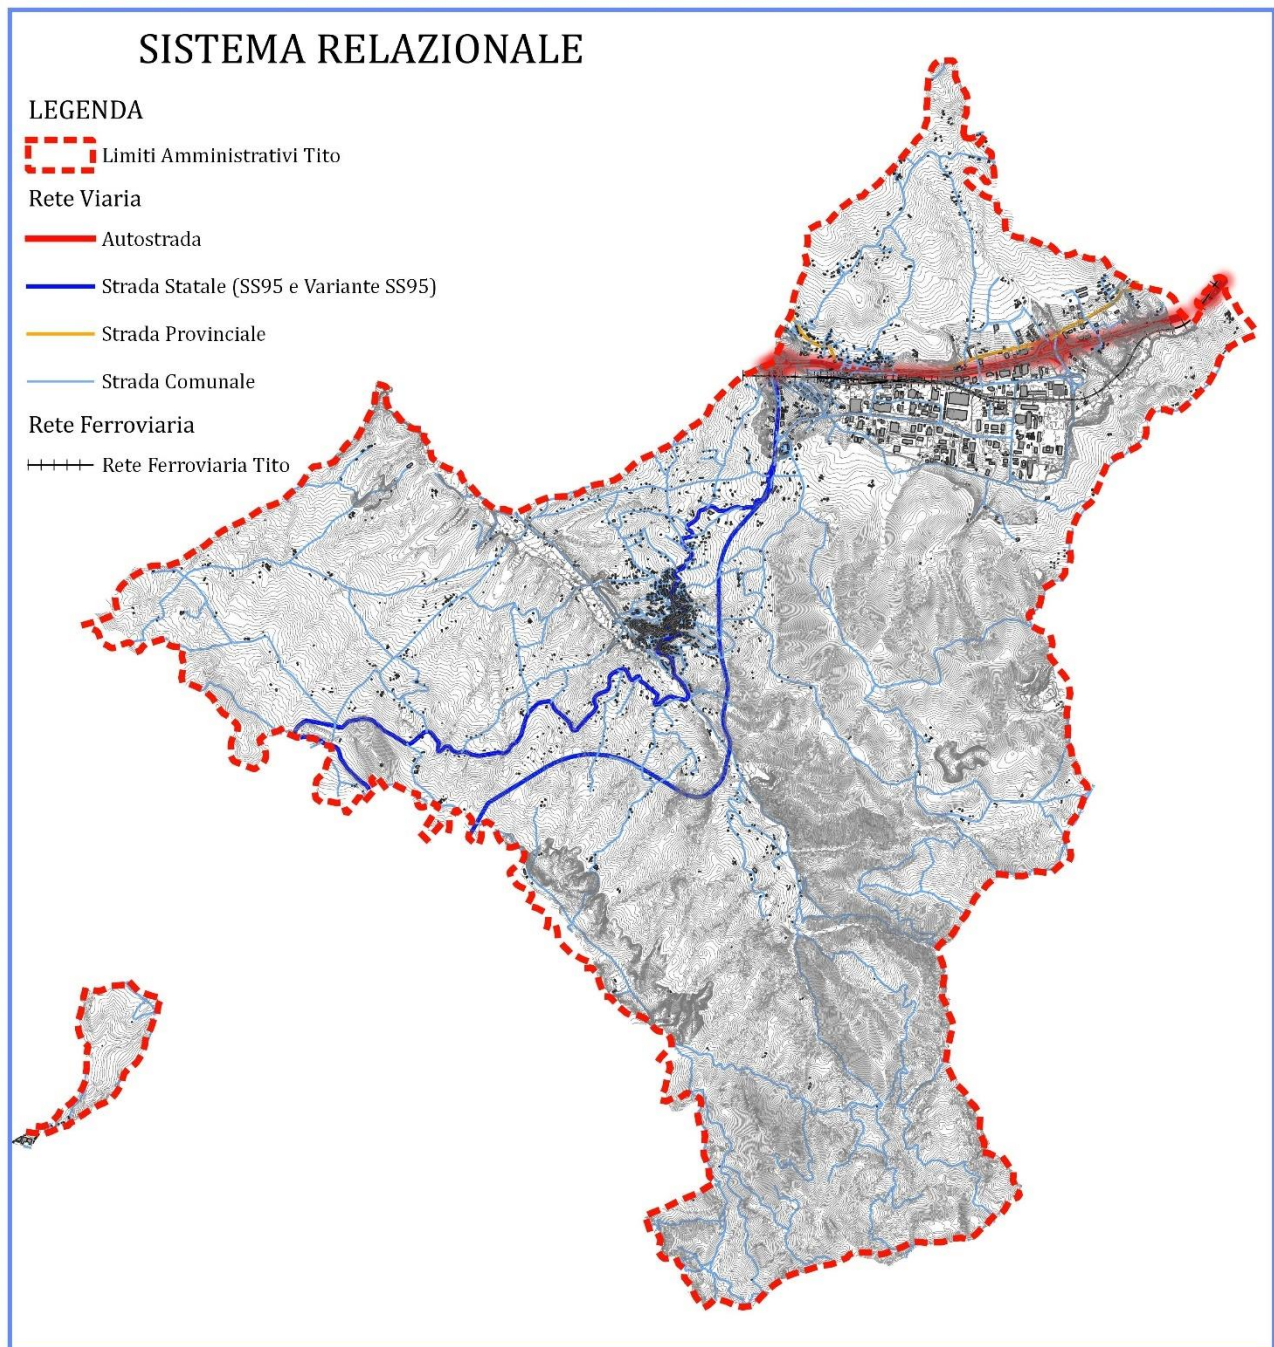 SISTEMA RELAZIONALE
LEGENDA
Limiti Amministrativi Tito
Rete Viaria
Autostrada
Strada Statale (SS95 e Variante SS95)
Strada Provinciale
Strada Comunale
Rete Ferroviaria
Rete Ferroviaria Tito